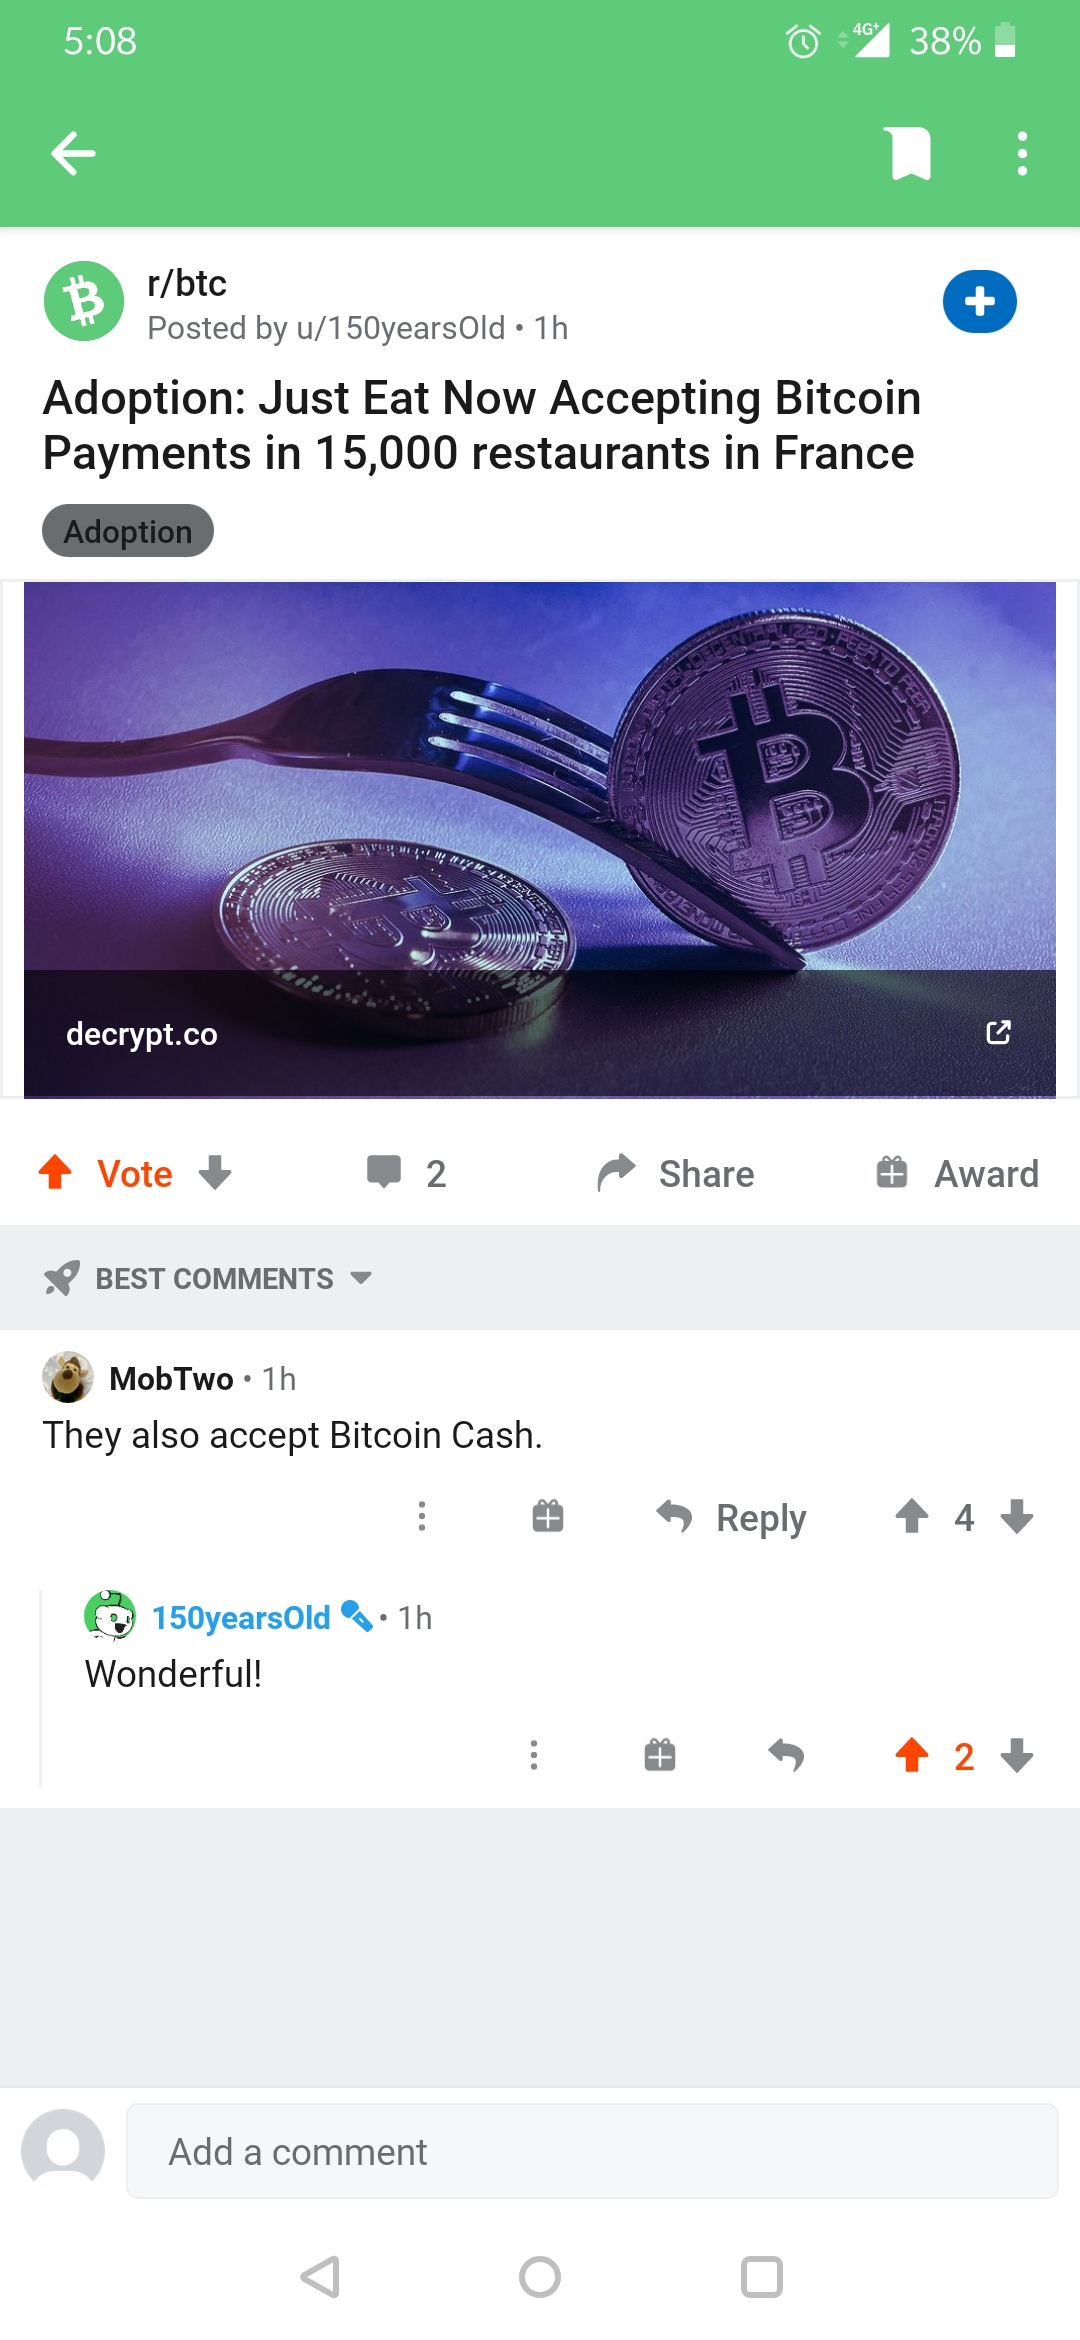 5:08
4G+ 38%
r/btc
Posted by u/150yearsOld • 1h
Adoption: Just Eat Now Accepting Bitcoin
Payments in 15,000 restaurants in France
Adoption
decrypt.co
Vote 2 Share Award
BEST COMMENTS
MobTwo • 1h
They also accept Bitcoin Cash.
Reply 4
150yearsOld • 1h
Wonderful!
2
Add a comment